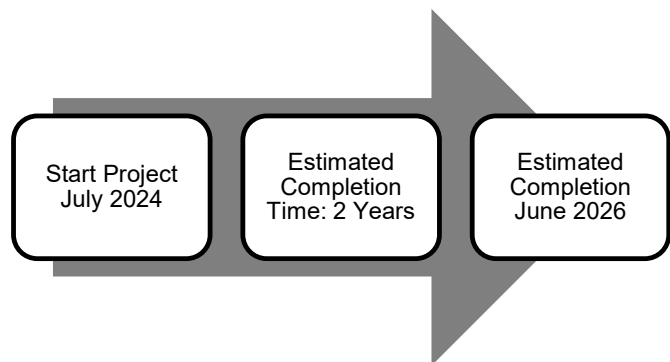 Start Project
July 2024
Estimated
Completion
Time: 2 Years
Estimated
Completion
June 2026